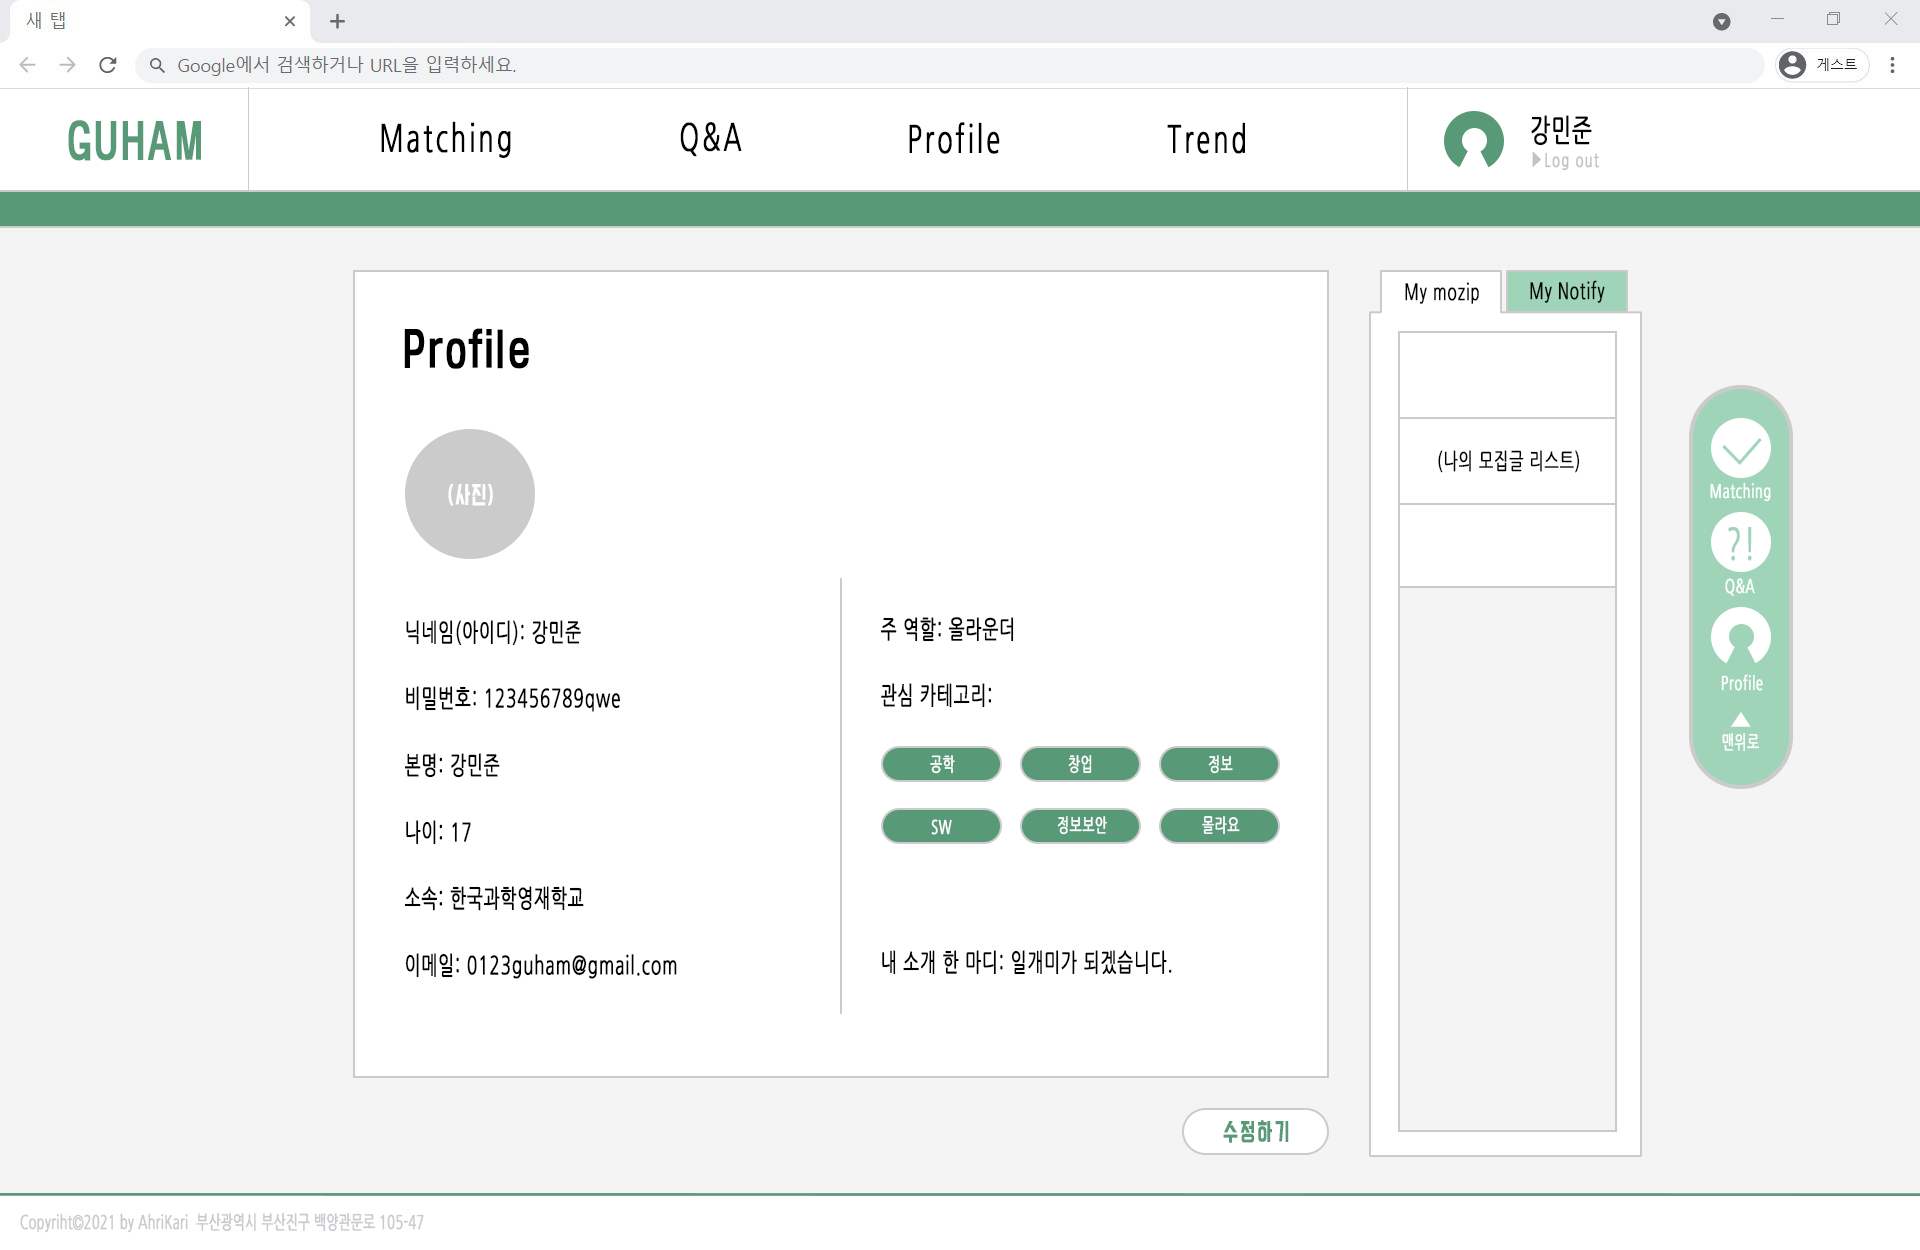 새 탭
Google에서 검색하거나 URL을 입력하세요.
게스트
GUHAM
Matching
Q&A
Profile
Trend
강민준
Log out
Profile
(사진)
닉네임(아이디): 강민준
비밀번호: 123456789qwe
본명: 강민준
나이: 17
소속: 한국과학영재학교
이메일: 0123guham@gmail.com
주 역할: 올라운더
관심 카테고리:
공학
창업
정보
SW
정보보안
몰라요
내 소개 한 마디: 일개미가 되겠습니다.
수정하기
My mozip
My Notify
(나의 모집글 리스트)
Matching
?!
Q&A
Profile
맨위로
Copyriht©2021 by AhriKari 부산광역시 부산진구 백양관문로 105-47